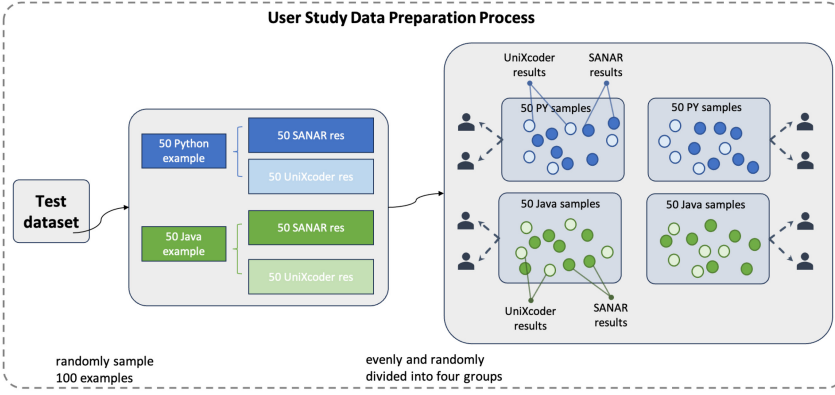 User Study Data Preparation Process
Test
dataset
50 Python
example
50 SANAR res
50 UniXcoder res
50 Java
example
50 SANAR res
50 UniXcoder res
UniXcoder
results
SANAR
results
50 PY samples
50 PY samples
50 Java samples
50 Java samples
UniXcoder
results
SANAR
results
randomly sample
100 examples
evenly and randomly
divided into four groups